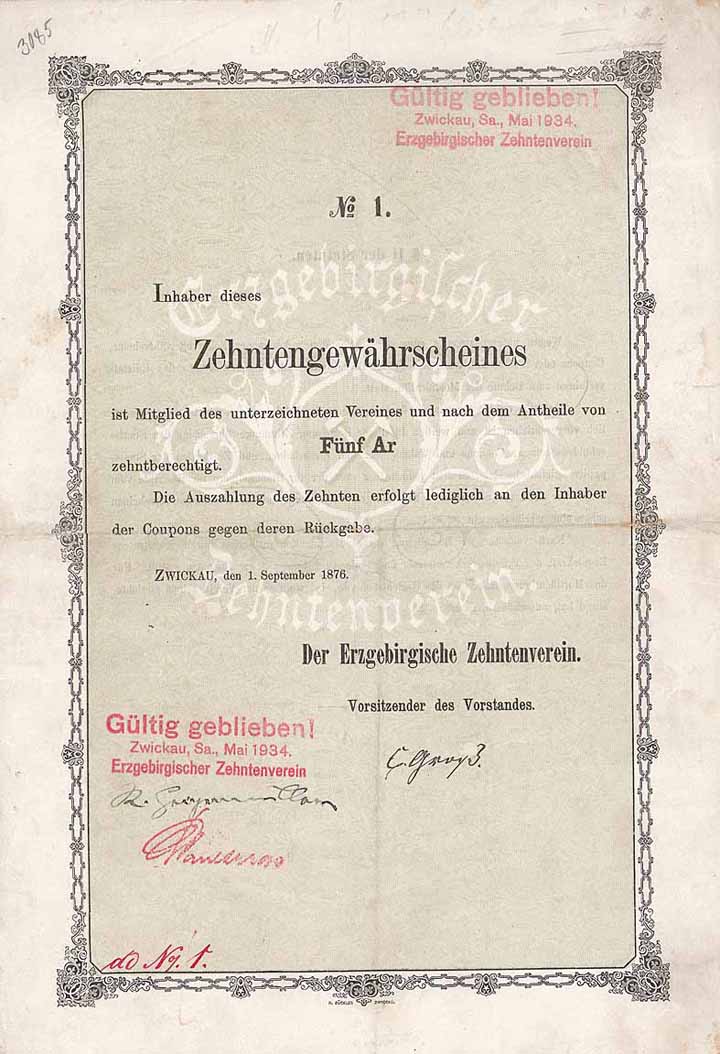 3085
Gültig geblieben!
Zwickau, Sa., Mai 1934.
Erzgebirgischer Zehntenverein
№ 1.
Erzgebirgischer
Inhaber dieses
Zehntengewährscheines
ist Mitglied des unterzeichneten Vereines und nach dem Antheile von
Fünf Ar
zehntberechtigt.
Die Auszahlung des Zehnten erfolgt lediglich an den Inhaber
der Coupons gegen deren Rückgabe.
Zwickau, den 1. September 1876.
Zehntenverein.
Der Erzgebirgische Zehntenverein.
Vorsitzender des Vorstandes.
Gültig geblieben!
Zwickau, Sa., Mai 1934.
Erzgebirgischer Zehntenverein
C. Groß.